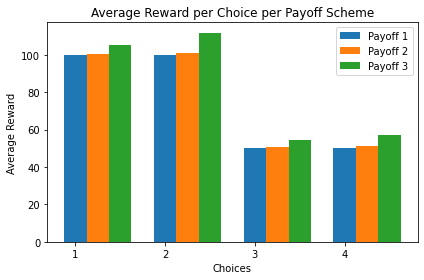 Average Reward per Choice per Payoff Scheme
Payoff 1
Payoff 2
Payoff 3
Average Reward
100
80
60
40
20
0
1 2 3 4
Choices